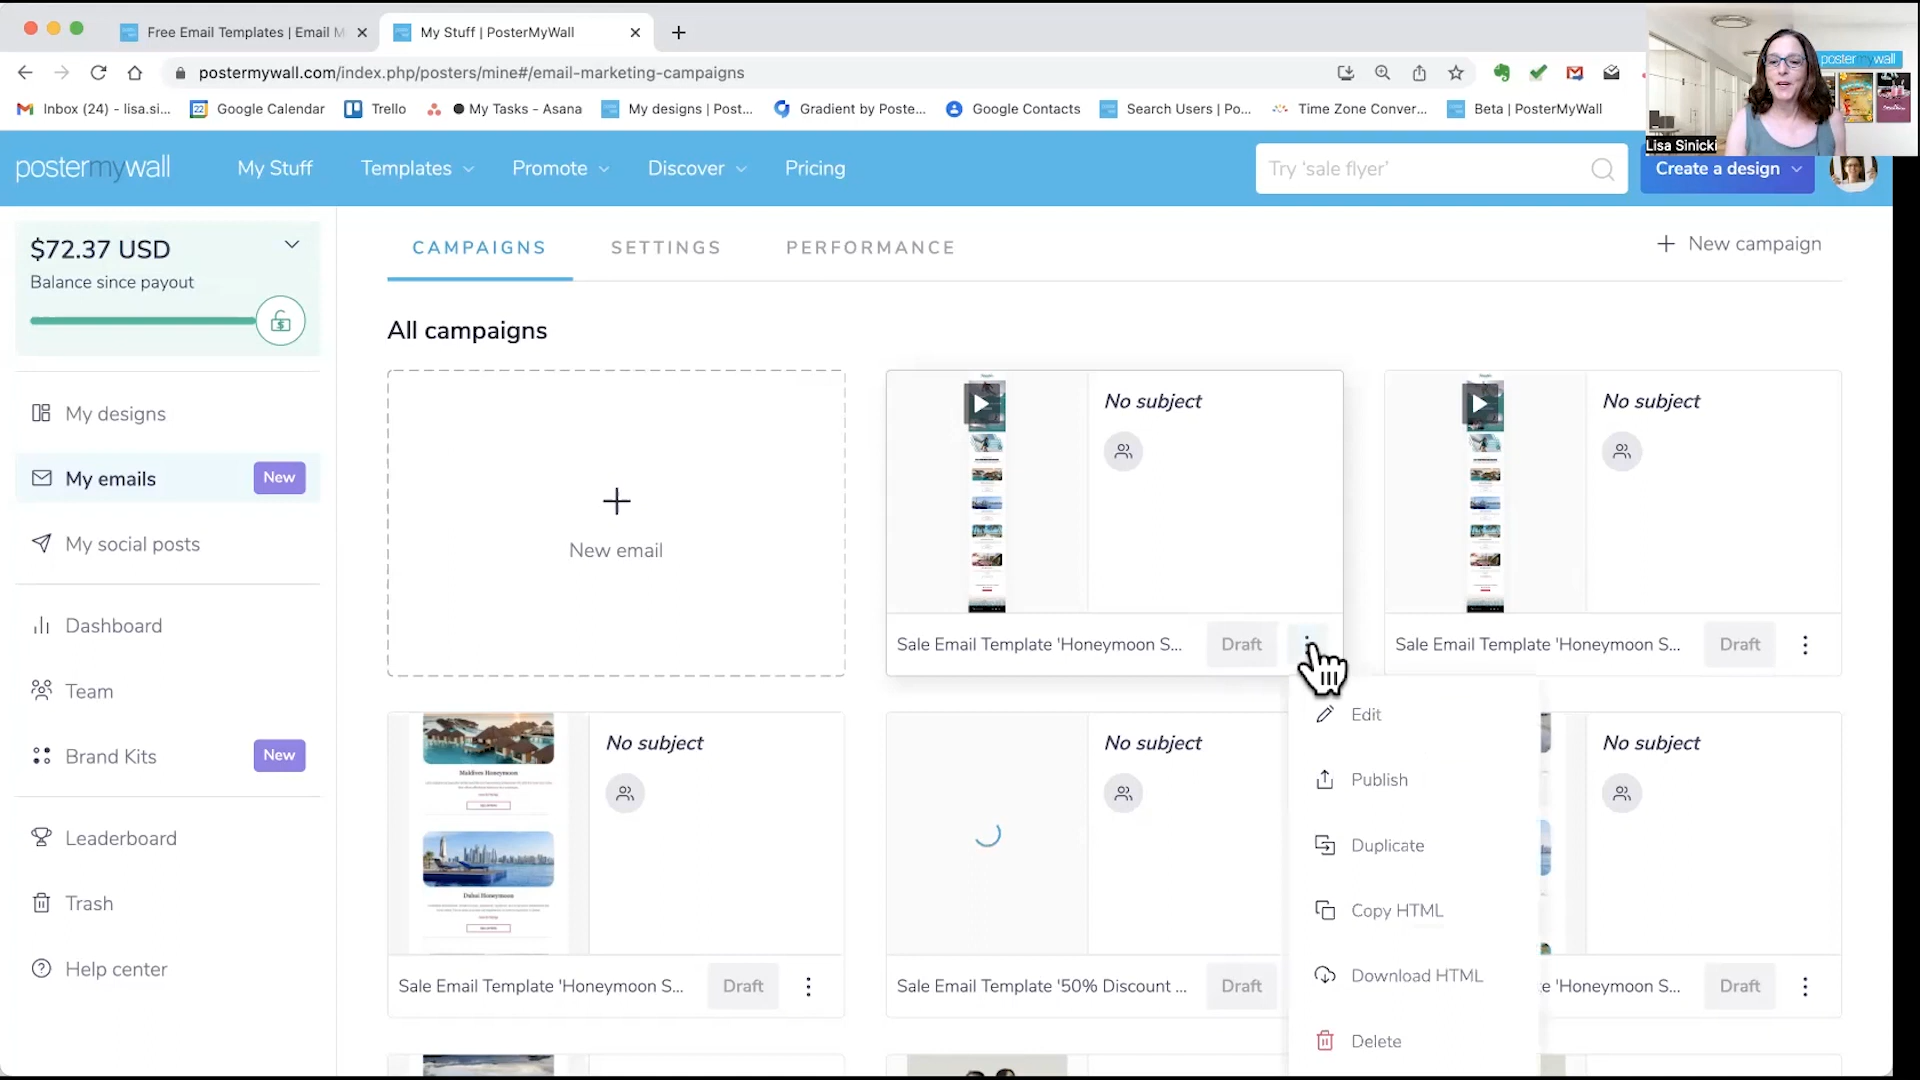 Free Email Templates | Email M
My Stuff | PosterMyWall
postermywall.com/index.php/posters/mine#/email-marketing-campaigns
Inbox (24) - lisa.si...
Google Calendar
Trello
My Tasks - Asana
My designs | Post...
Gradient by Poste...
Google Contacts
Search Users | Po...
Time Zone Conver...
Beta | PosterMyWall
postermywall
Lisa Sinicki
postermywall
My Stuff
Templates
Promote
Discover
Pricing
Try 'sale flyer'
Create a design
$72.37 USD
Balance since payout
My designs
My emails
New
My social posts
Dashboard
Team
Brand Kits
New
Leaderboard
Trash
Help center
CAMPAIGNS
SETTINGS
PERFORMANCE
+ New campaign
All campaigns
New email
No subject
Sale Email Template 'Honeymoon S...
Draft
No subject
Sale Email Template 'Honeymoon S...
Draft
Maldives Honeymoon
Dubai Honeymoon
No subject
Sale Email Template 'Honeymoon S...
Draft
No subject
Sale Email Template '50% Discount ...
Draft
No subject
e 'Honeymoon S...
Draft
Edit
Publish
Duplicate
Copy HTML
Download HTML
Delete